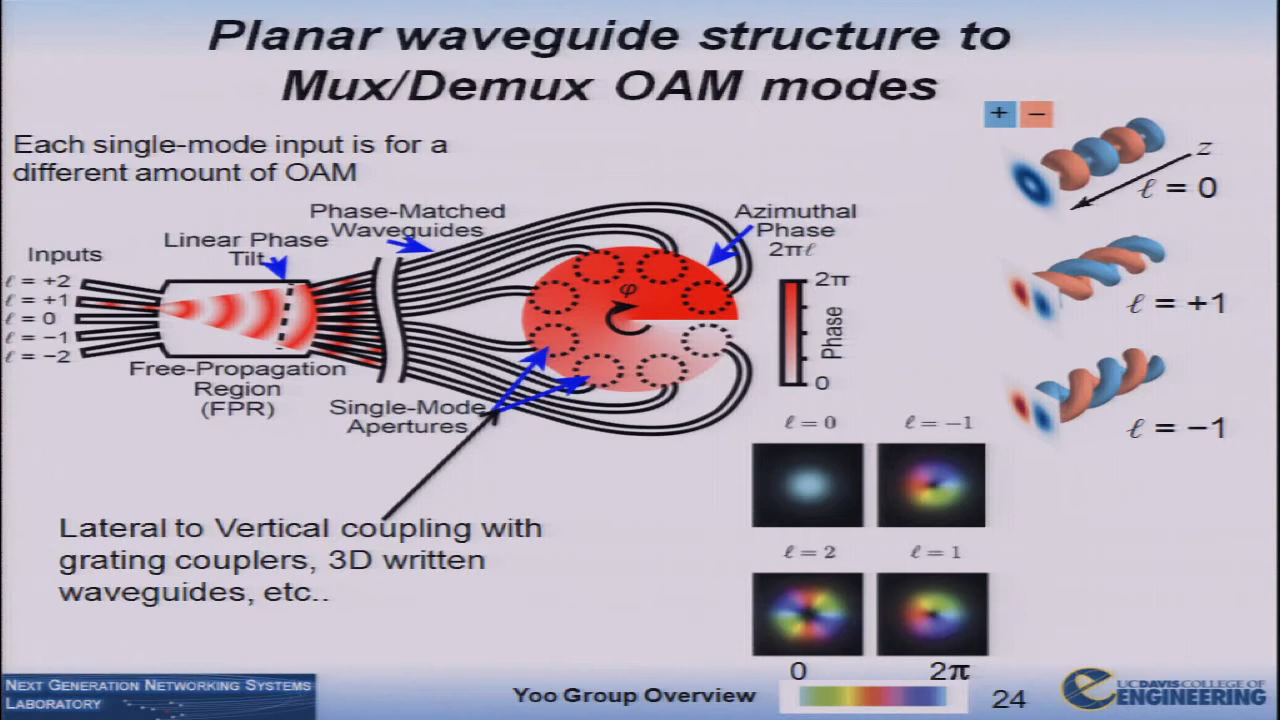 Planar waveguide structure to
Mux/Demux OAM modes
Each single-mode input is for a
different amount of OAM
+ −
z
ℓ = 0
ℓ = +1
ℓ = −1
Phase-Matched
Waveguides
Azimuthal
Phase
2πℓ
Linear Phase
Tilt
Inputs
ℓ = +2
ℓ = +1
ℓ = 0
ℓ = −1
ℓ = −2
φ
2π
Phase
0
Free-Propagation
Region
(FPR)
Single-Mode
Apertures
ℓ = 0
ℓ = −1
ℓ = 2
ℓ = 1
0
2π
Lateral to Vertical coupling with
grating couplers, 3D written
waveguides, etc..
NEXT GENERATION NETWORKING SYSTEMS
LABORATORY
Yoo Group Overview
24
UC DAVIS COLLEGE OF
ENGINEERING